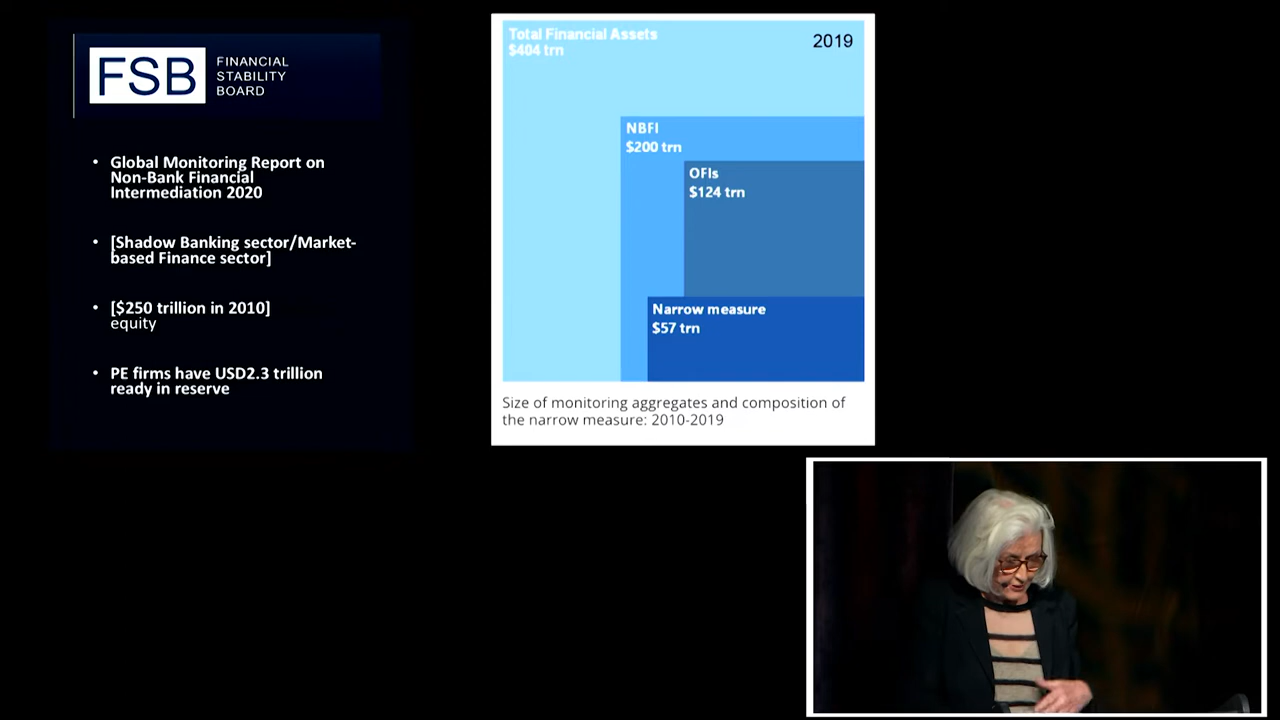 FSB
FINANCIAL
STABILITY
BOARD
• Global Monitoring Report on
Non-Bank Financial
Intermediation 2020
• [Shadow Banking sector/Market-
based Finance sector]
• [$250 trillion in 2010]
equity
• PE firms have USD2.3 trillion
ready in reserve
Total Financial Assets
$404 trn
2019
NBFI
$200 trn
OFIs
$124 trn
Narrow measure
$57 trn
Size of monitoring aggregates and composition of
the narrow measure: 2010-2019